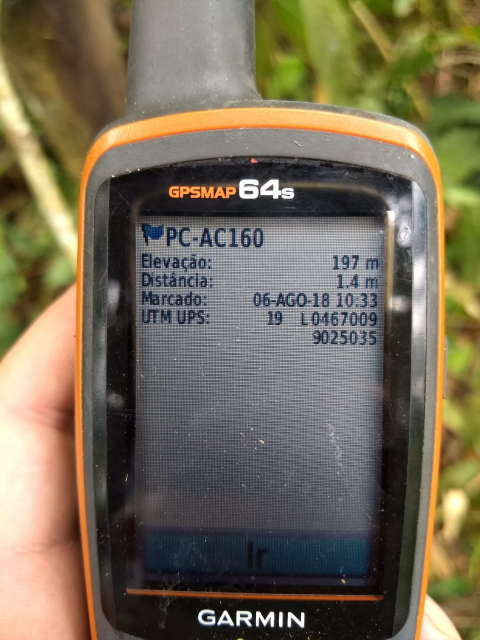 GPSMAP 64s
PC-AC160
Elevação: 197 m
Distância: 1.4 m
Marcado: 06-AGO-18 10:33
UTM UPS: 19 L 0467009
9025035
Ir
GARMIN